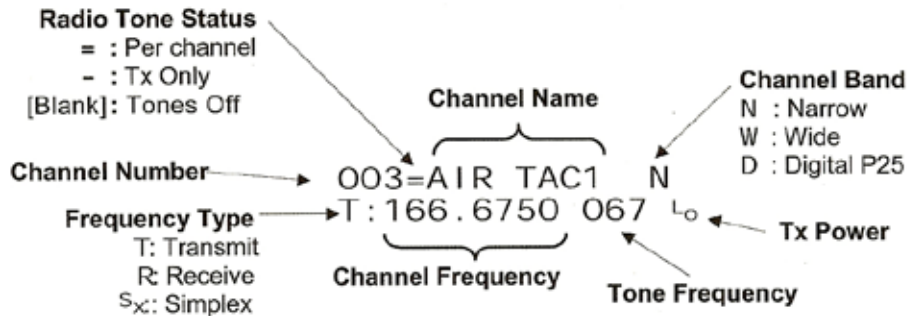 Radio Tone Status
= : Per channel
- : Tx Only
[Blank]: Tones Off
Channel Name
Channel Band
N : Narrow
W : Wide
D : Digital P25
Channel Number
003=AIR TAC1 N
T:166.6750 067 Lo
Frequency Type
T: Transmit
R: Receive
Sx:: Simplex
Channel Frequency
Tx Power
Tone Frequency